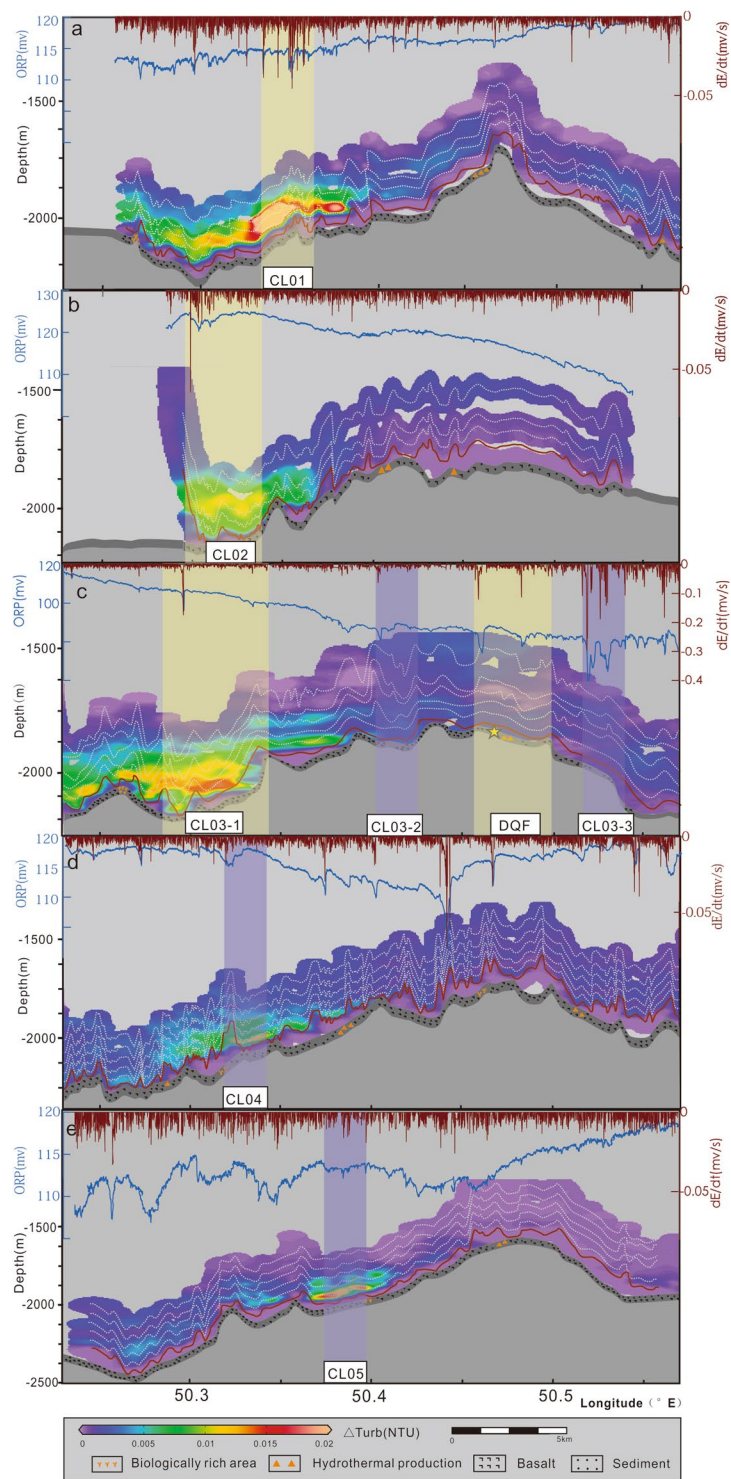 a
ORP(mv)
120
115
110
Depth(m)
-1500
-2000
0
-0.05
dE/dt(mv/s)
CL01
b
ORP(mv)
130
120
110
Depth(m)
-1500
-2000
0
-0.05
dE/dt(mv/s)
CL02
c
ORP(mv)
120
100
Depth(m)
-1500
-2000
0
-0.1
-0.2
-0.3
-0.4
dE/dt(mv/s)
CL03-1
CL03-2
DQF
CL03-3
d
ORP(mv)
120
115
110
Depth(m)
-1500
-2000
0
-0.05
dE/dt(mv/s)
CL04
e
ORP(mv)
120
115
110
Depth(m)
-1500
-2000
-2500
0
-0.05
dE/dt(mv/s)
CL05
50.3 50.4 50.5 Longitude (° E)
0 0.005 0.01 0.015 0.02 △Turb(NTU) 0 5km
Biologically rich area Hydrothermal production Basalt Sediment